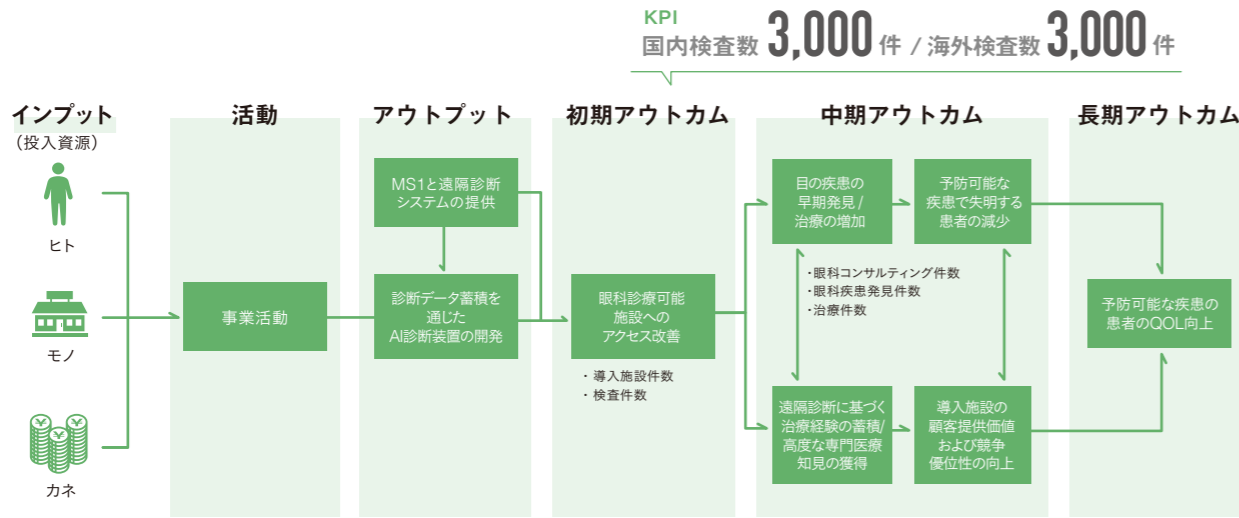 KPI
国内検査数 3,000 件 / 海外検査数 3,000 件
インプット
(投入資源)
ヒト
モノ
カネ
活動
事業活動
アウトプット
MS1と遠隔診断
システムの提供
診断データ蓄積を
通じた
AI診断装置の開発
初期アウトカム
眼科診療可能
施設への
アクセス改善
・ 導入施設件数
・ 検査件数
中期アウトカム
目の疾患の
早期発見/
治療の増加
予防可能な
疾患で失明する
患者の減少
・眼科コンサルティング件数
・眼科疾患発見件数
・治療件数
遠隔診断に基づく
治療経験の蓄積/
高度な専門医療
知見の獲得
導入施設の
顧客提供価値
および競争
優位性の向上
長期アウトカム
予防可能な疾患の
患者のQOL向上